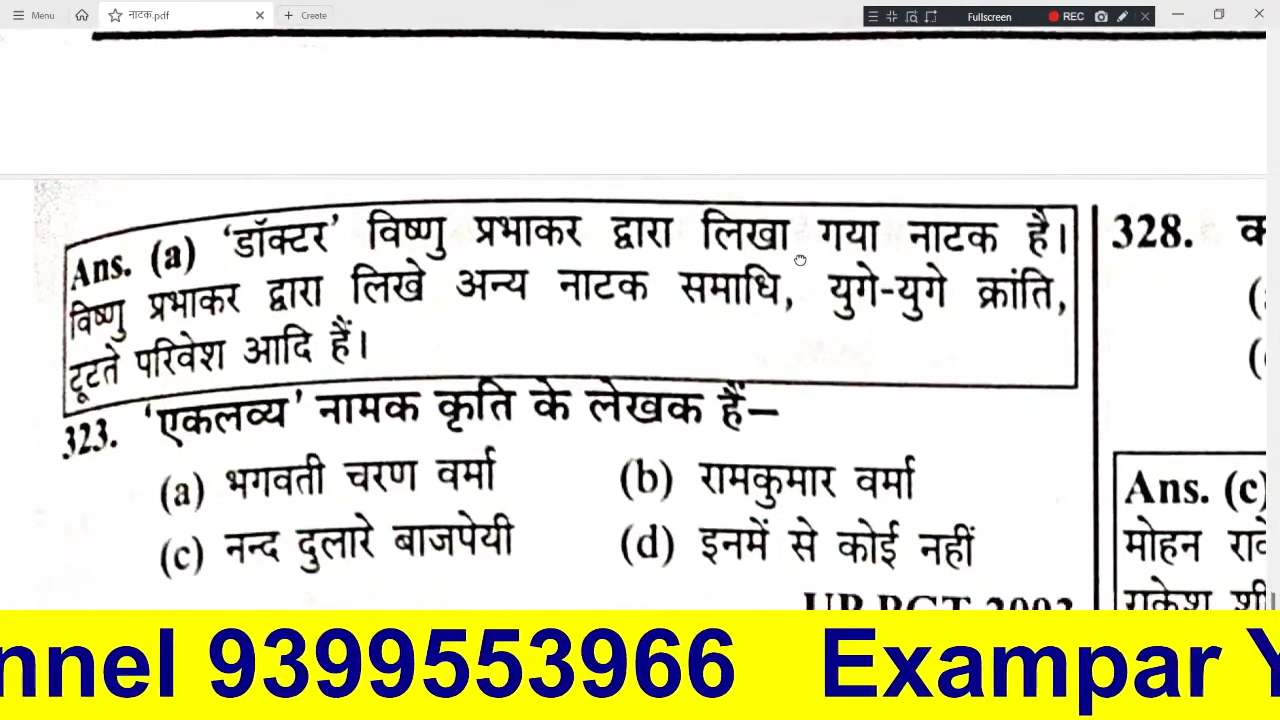 Menu
नाटक.pdf
Create
Fullscreen
REC
Ans. (a) 'डॉक्टर' विष्णु प्रभाकर द्वारा लिखा गया नाटक है।
विष्णु प्रभाकर द्वारा लिखे अन्य नाटक समाधि, युगे-युगे क्रांति,
टूटते परिवेश आदि हैं।
323. 'एकलव्य' नामक कृति के लेखक हैं–
(a) भगवती चरण वर्मा (b) रामकुमार वर्मा
(c) नन्द दुलारे बाजपेयी (d) इनमें से कोई नहीं
328.
Ans. (c)
मोहन
nnel 9399553966 Exampar Y